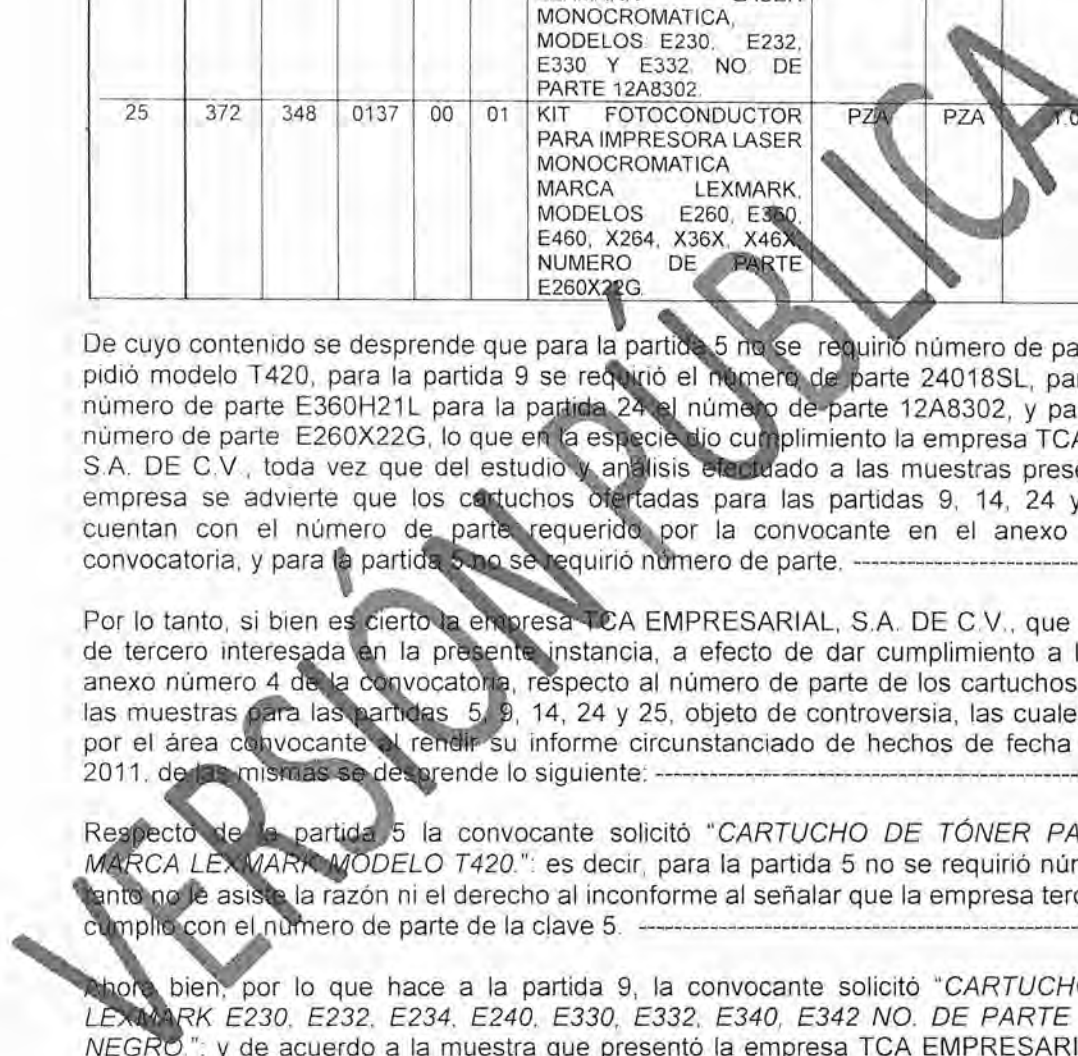 MONOCROMATICA,
MODELOS E230, E232,
E330 Y E332, NO. DE
PARTE 12A8302.
25 372 348 0137 00 01 KIT FOTOCONDUCTOR PZA PZA
PARA IMPRESORA LASER
MONOCROMATICA
MARCA LEXMARK,
MODELOS E260, E360,
E460, X264, X36X, X46X,
NUMERO DE PARTE
E260X22G.
De cuyo contenido se desprende que para la partida 5 no se requirió número de
pidió modelo T420, para la partida 9 se requirió el número de parte 24018SL,
número de parte E360H21L para la partida 24 el número de parte 12A8302, y
número de parte E260X22G, lo que en la especie dio cumplimiento la empresa TCA
S.A. DE C.V., toda vez que del estudio y análisis efectuado a las muestras
empresa se advierte que los cartuchos ofertadas para las partidas 9, 14, 24 y
cuentan con el número de parte requerido por la convocante en el anexo
convocatoria, y para la partida 5 no se requirió número de parte. ---------------------------
Por lo tanto, si bien es cierto la empresa TCA EMPRESARIAL, S.A. DE C.V., que
de tercero interesada en la presente instancia, a efecto de dar cumplimiento a
anexo número 4 de la convocatoria, respecto al número de parte de los cartuchos
las muestras para las partidas 5, 9, 14, 24 y 25, objeto de controversia, las
por el área convocante al rendir su informe circunstanciado de hechos de fecha
2011, de las mismas se desprende lo siguiente: ---------------------------
Respecto de la partida 5 la convocante solicitó "CARTUCHO DE TÓNER
MARCA LEXMARK MODELO T420.": es decir, para la partida 5 no se requirió
tanto no le asiste la razón ni el derecho al inconforme al señalar que la empresa
cumplió con el número de parte de la clave 5. ---------------------------
Ahora bien, por lo que hace a la partida 9, la convocante solicitó
LEXMARK E230, E232, E234, E240, E330, E332, E340, E342 NO. DE PARTE
NEGRO.": y de acuerdo a la muestra que presentó la empresa TCA
VERSIÓN PÚBLICA